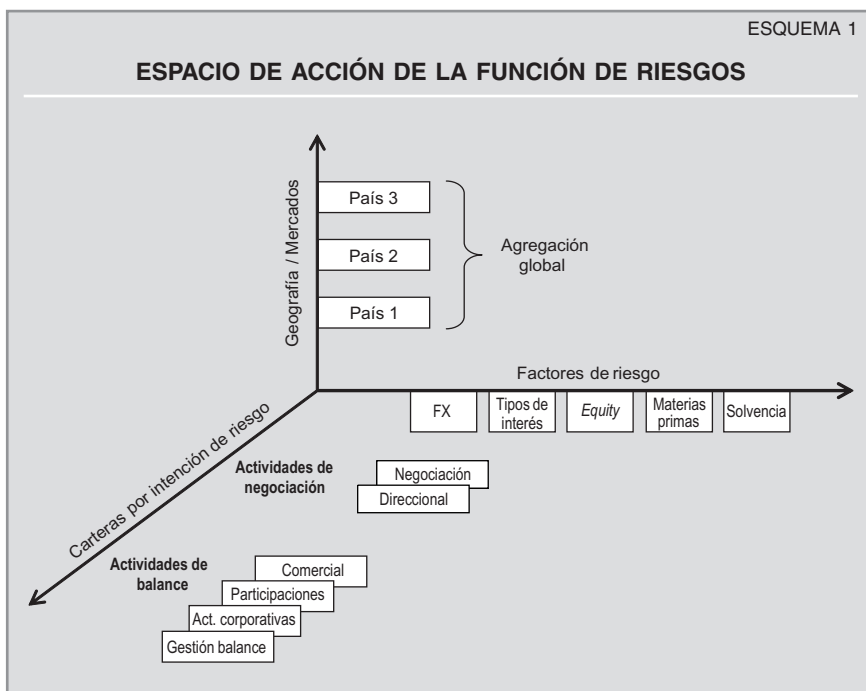 ESQUEMA 1
ESPACIO DE ACCIÓN DE LA FUNCIÓN DE RIESGOS
Geografía / Mercados
País 3
País 2
País 1
Agregación
global
Factores de riesgo
FX
Tipos de
interés
Equity
Materias
primas
Solvencia
Carteras por intención de riesgo
Actividades de
negociación
Negociación
Direccional
Actividades de
balance
Comercial
Participaciones
Act. corporativas
Gestión balance